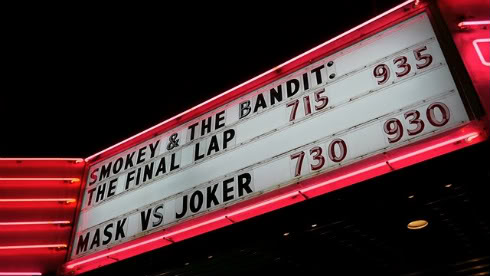 SMOKEY & THE BANDIT:
THE FINAL LAP 715 935
MASK VS JOKER 730 930